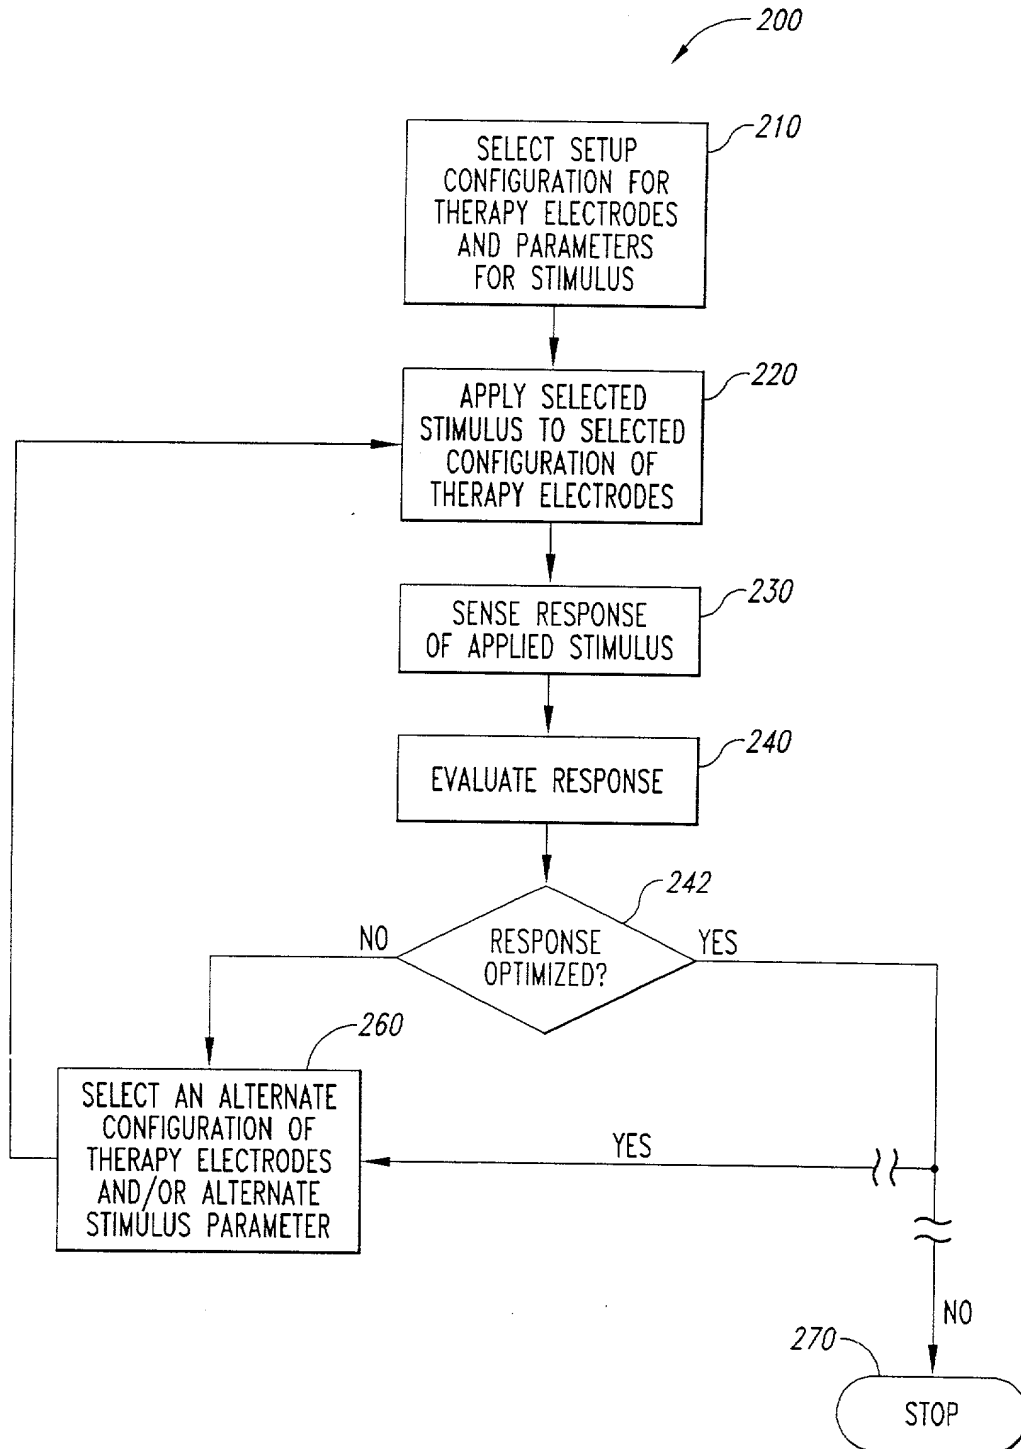 200
210
SELECT SETUP
CONFIGURATION FOR
THERAPY ELECTRODES
AND PARAMETERS
FOR STIMULUS
220
APPLY SELECTED
STIMULUS TO SELECTED
CONFIGURATION OF
THERAPY ELECTRODES
230
SENSE RESPONSE
OF APPLIED STIMULUS
240
EVALUATE RESPONSE
242
NO
RESPONSE
OPTIMIZED?
YES
260
SELECT AN ALTERNATE
CONFIGURATION OF
THERAPY ELECTRODES
AND/OR ALTERNATE
STIMULUS PARAMETER
YES
NO
270
STOP